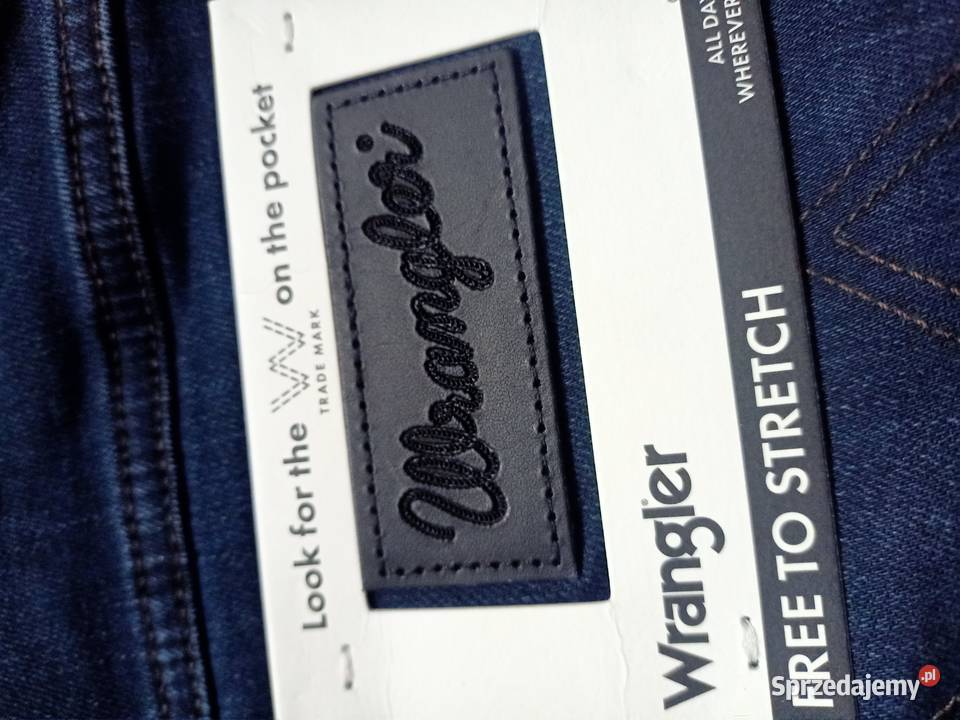 Look for the W on the pocket
TRADE MARK
Wrangler
Wrangler
FREE TO STRETCH
ALL DAY
WHEREVER
Sprzedajemy.pl